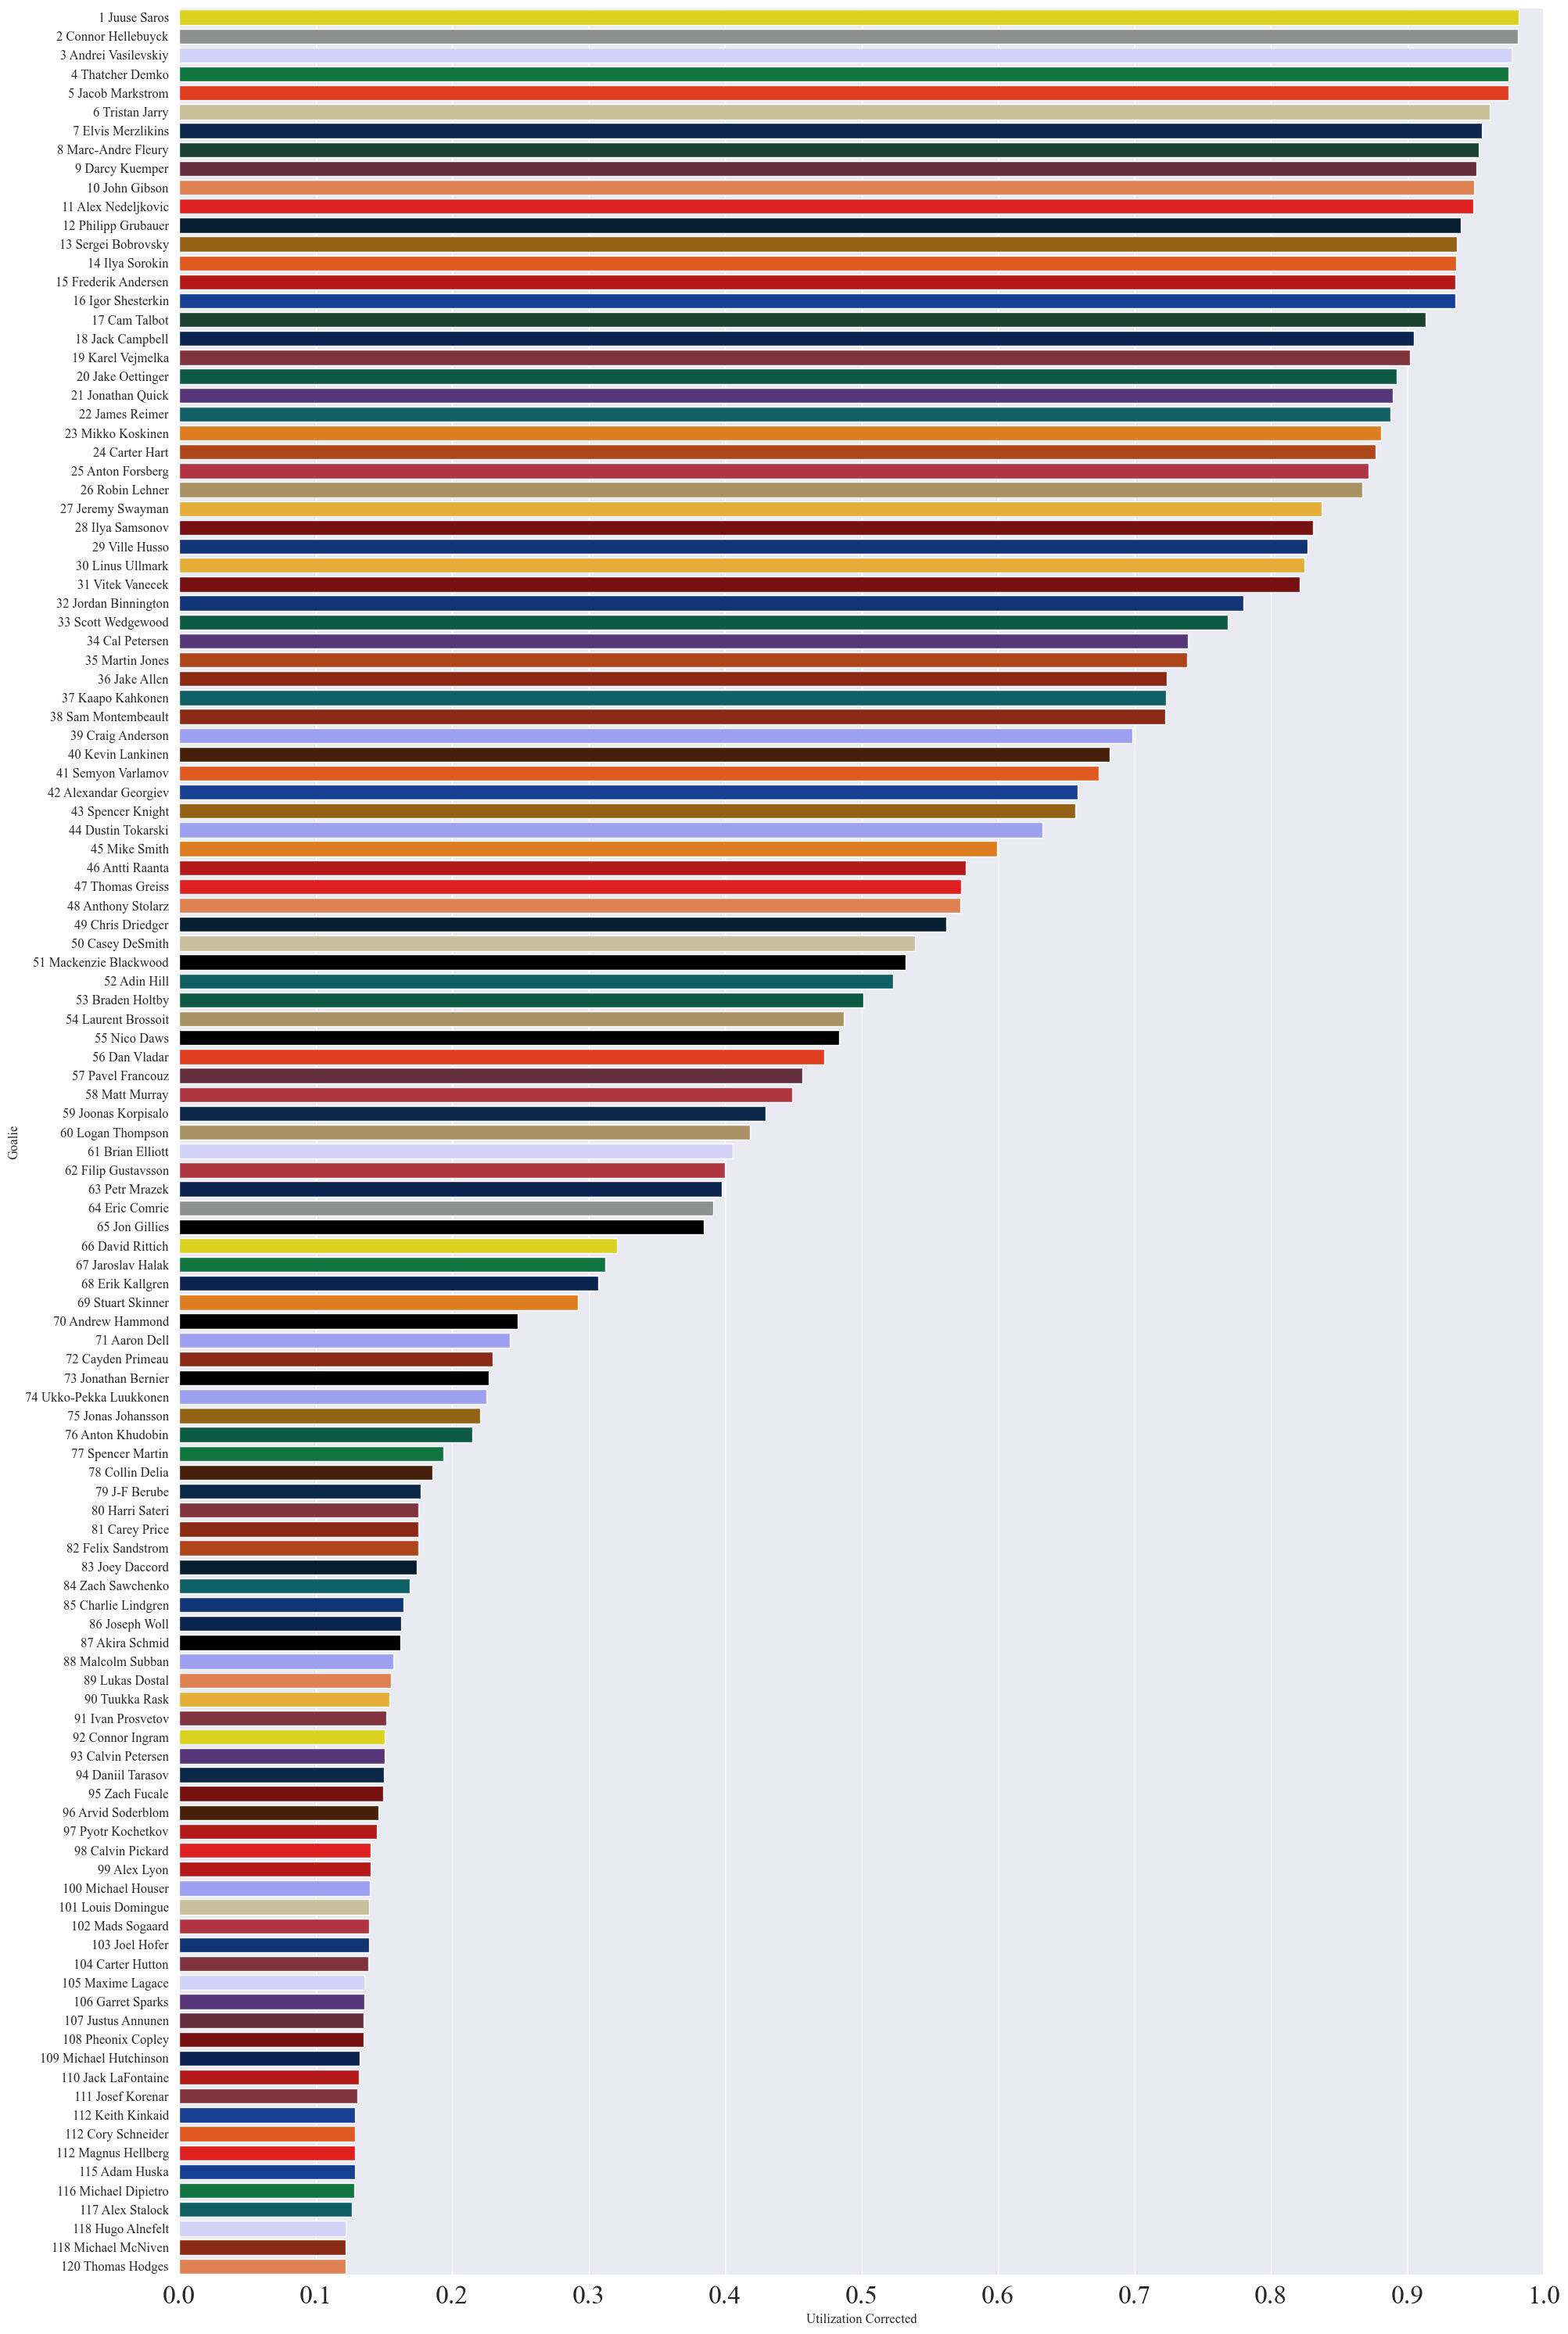 1 Juuse Saros
2 Connor Hellebuyck
3 Andrei Vasilevskiy
4 Thatcher Demko
5 Jacob Markstrom
6 Tristan Jarry
7 Elvis Merzlikins
8 Marc-Andre Fleury
9 Darcy Kuemper
10 John Gibson
11 Alex Nedeljkovic
12 Philipp Grubauer
13 Sergei Bobrovsky
14 Ilya Sorokin
15 Frederik Andersen
16 Igor Shesterkin
17 Cam Talbot
18 Jack Campbell
19 Karel Vejmelka
20 Jake Oettinger
21 Jonathan Quick
22 James Reimer
23 Mikko Koskinen
24 Carter Hart
25 Anton Forsberg
26 Robin Lehner
27 Jeremy Swayman
28 Ilya Samsonov
29 Ville Husso
30 Linus Ullmark
31 Vitek Vanecek
32 Jordan Binnington
33 Scott Wedgewood
34 Cal Petersen
35 Martin Jones
36 Jake Allen
37 Kaapo Kahkonen
38 Sam Montembeault
39 Craig Anderson
40 Kevin Lankinen
41 Semyon Varlamov
42 Alexandar Georgiev
43 Spencer Knight
44 Dustin Tokarski
45 Mike Smith
46 Antti Raanta
47 Thomas Greiss
48 Anthony Stolarz
49 Chris Driedger
50 Casey DeSmith
51 Mackenzie Blackwood
52 Adin Hill
53 Braden Holtby
54 Laurent Brossoit
55 Nico Daws
56 Dan Vladar
57 Pavel Francouz
58 Matt Murray
59 Joonas Korpisalo
60 Logan Thompson
61 Brian Elliott
62 Filip Gustavsson
63 Petr Mrazek
64 Eric Comrie
65 Jon Gillies
66 David Rittich
67 Jaroslav Halak
68 Erik Kallgren
69 Stuart Skinner
70 Andrew Hammond
71 Aaron Dell
72 Cayden Primeau
73 Jonathan Bernier
74 Ukko-Pekka Luukkonen
75 Jonas Johansson
76 Anton Khudobin
77 Spencer Martin
78 Collin Delia
79 J-F Berube
80 Harri Sateri
81 Carey Price
82 Felix Sandstrom
83 Joey Daccord
84 Zach Sawchenko
85 Charlie Lindgren
86 Joseph Woll
87 Akira Schmid
88 Malcolm Subban
89 Lukas Dostal
90 Tuukka Rask
91 Ivan Prosvetov
92 Connor Ingram
93 Calvin Petersen
94 Daniil Tarasov
95 Zach Fucale
96 Arvid Soderblom
97 Pyotr Kochetkov
98 Calvin Pickard
99 Alex Lyon
100 Michael Houser
101 Louis Domingue
102 Mads Sogaard
103 Joel Hofer
104 Carter Hutton
105 Maxime Lagace
106 Garret Sparks
107 Justus Annunen
108 Pheonix Copley
109 Michael Hutchinson
110 Jack LaFontaine
111 Josef Korenar
112 Keith Kinkaid
112 Cory Schneider
112 Magnus Hellberg
115 Adam Huska
116 Michael Dipietro
117 Alex Stalock
118 Hugo Alnefelt
118 Michael McNiven
120 Thomas Hodges
Goalie
0.0 0.1 0.2 0.3 0.4 0.5 0.6 0.7 0.8 0.9 1.0
Utilization Corrected